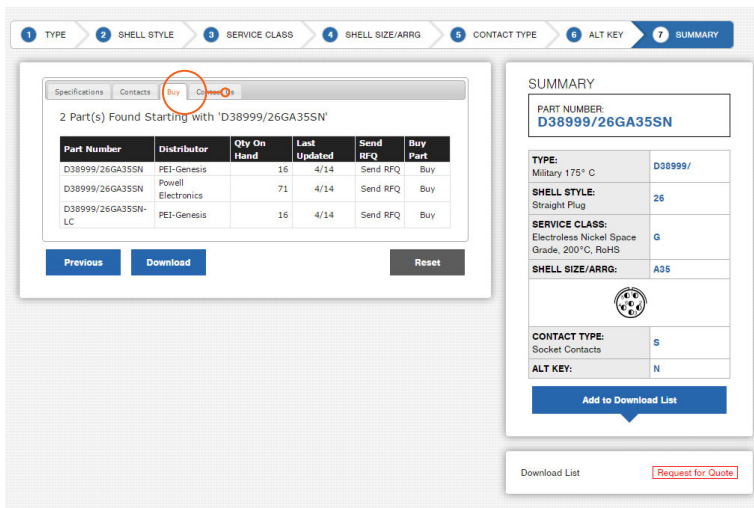 1 TYPE 2 SHELL STYLE 3 SERVICE CLASS 4 SHELL SIZE/ARRG 5 CONTACT TYPE 6 ALT KEY 7 SUMMARY
Specifications Contacts Buy Contact Us
2 Part(s) Found Starting with 'D38999/26GA35SN'
Part Number Distributor Qty On Hand Last Updated Send RFQ Buy Part
D38999/26GA35SN PEI-Genesis 16 4/14 Send RFQ Buy
D38999/26GA35SN Powell Electronics 71 4/14 Send RFQ Buy
D38999/26GA35SN-LC PEI-Genesis 16 4/14 Send RFQ Buy
Previous Download Reset
SUMMARY
PART NUMBER:
D38999/26GA35SN
TYPE: D38999/
Military 175° C
SHELL STYLE: 26
Straight Plug
SERVICE CLASS:
Electroless Nickel Space G
Grade, 200°C, RoHS
SHELL SIZE/ARRG: A35
CONTACT TYPE: S
Socket Contacts
ALT KEY: N
Add to Download List
Download List Request for Quote